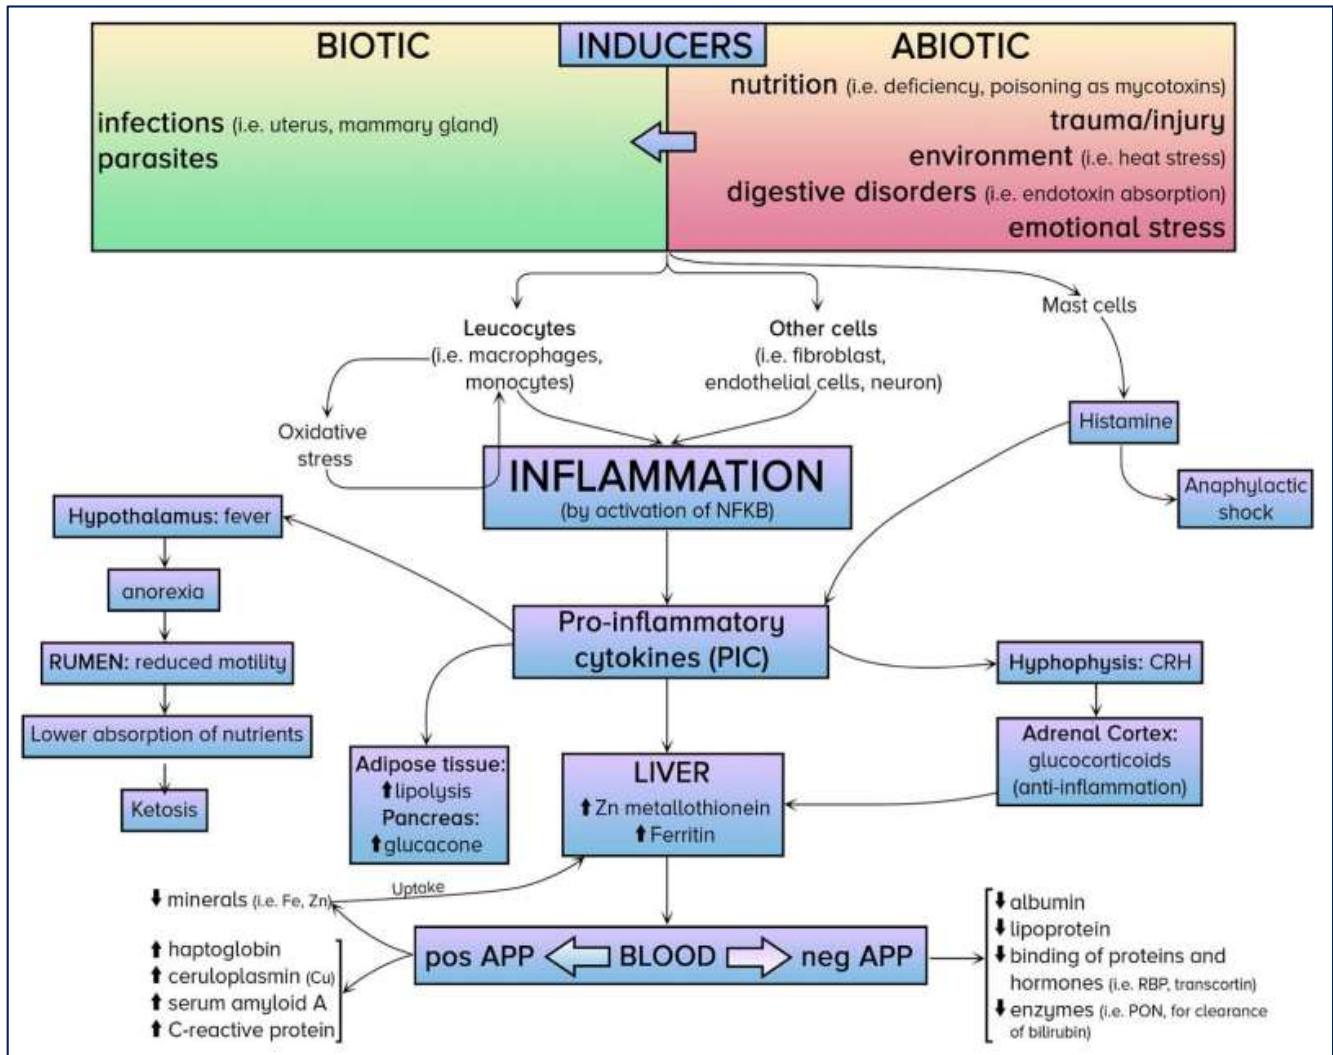 BIOTIC
INDUCERS
ABIOTIC
infections (i.e. uterus, mammary gland)
parasites
nutrition (i.e. deficiency, poisoning as mycotoxins)
trauma/injury
environment (i.e. heat stress)
digestive disorders (i.e. endotoxin absorption)
emotional stress
Leucocytes
(i.e. macrophages,
monocytes)
Other cells
(i.e. fibroblast,
endothelial cells, neuron)
Mast cells
Oxidative
stress
Histamine
Anaphylactic
shock
INFLAMMATION
(by activation of NFKB)
Hypothalamus: fever
anorexia
RUMEN: reduced motility
Lower absorption of nutrients
Ketosis
Pro-inflammatory
cytokines (PIC)
Hyphophysis: CRH
Adrenal Cortex:
glucocorticoids
(anti-inflammation)
Adipose tissue:
⬆lipolysis
Pancreas:
⬆glucacone
LIVER
⬆Zn metallothionein
⬆Ferritin
Uptake
⬇ minerals (i.e. Fe, Zn)
⬆ haptoglobin
⬆ ceruloplasmin (Cu)
⬆ serum amyloid A
⬆ C-reactive protein
pos APP BLOOD neg APP
⬇albumin
⬇lipoprotein
⬇binding of proteins and
hormones (i.e. RBP, transcortin)
⬇enzymes (i.e. PON, for clearance
of bilirubin)